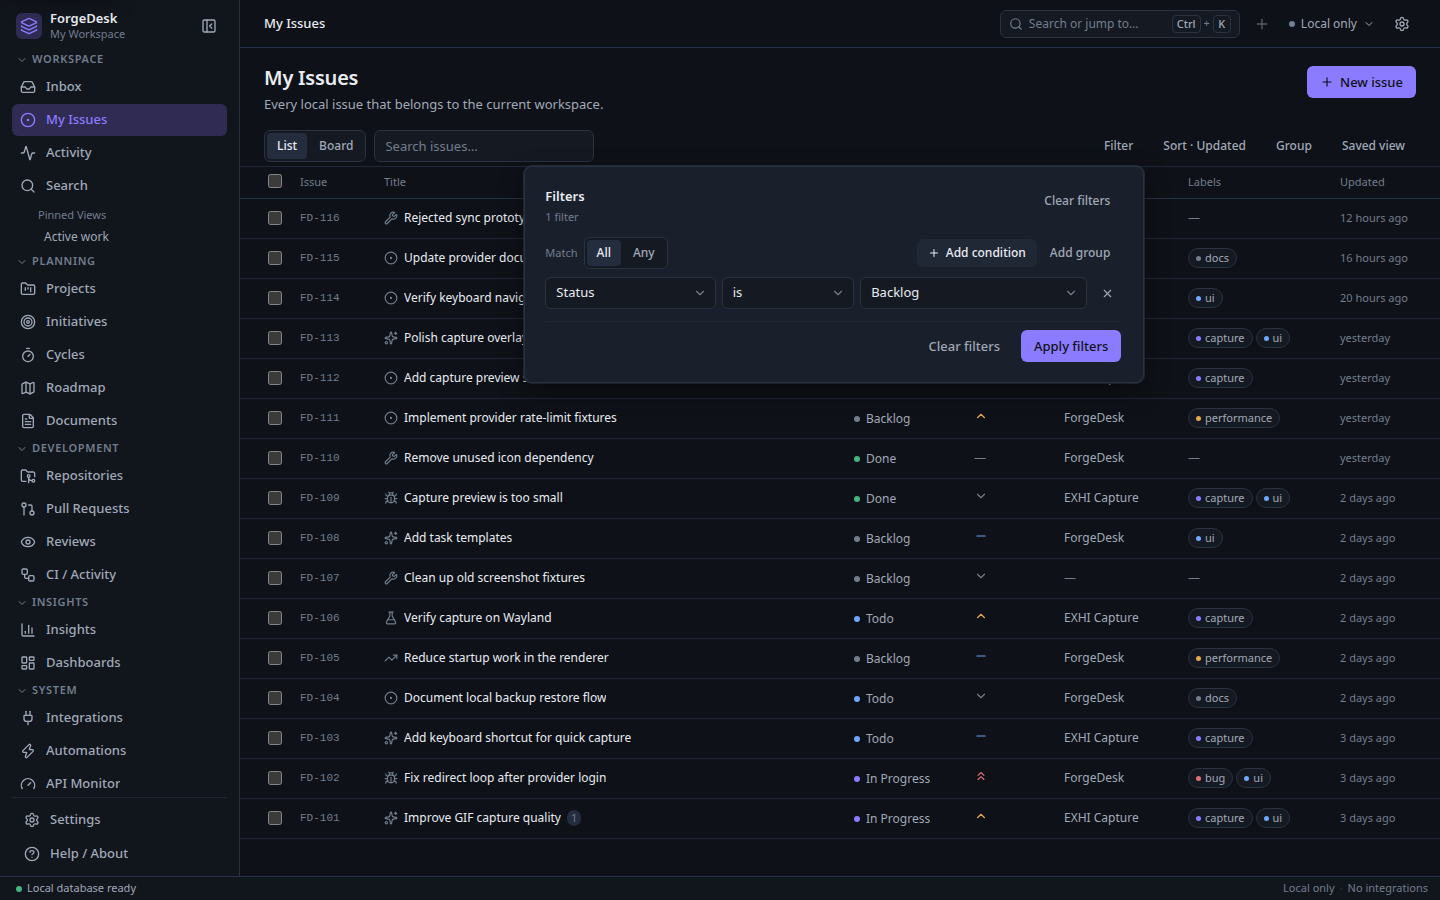 ForgeDesk
My Workspace
WORKSPACE
Inbox
My Issues
Activity
Search
Pinned Views
Active work
PLANNING
Projects
Initiatives
Cycles
Roadmap
Documents
DEVELOPMENT
Repositories
Pull Requests
Reviews
CI / Activity
INSIGHTS
Insights
Dashboards
SYSTEM
Integrations
Automations
API Monitor
Settings
Help / About
My Issues
Search or jump to... Ctrl + K
Local only
My Issues
Every local issue that belongs to the current workspace.
New issue
List Board Search issues... Filter Sort · Updated Group Saved view
Issue Title Labels Updated
FD-116 Rejected sync prototy — 12 hours ago
FD-115 Update provider docu docs 16 hours ago
FD-114 Verify keyboard navig ui 20 hours ago
FD-113 Polish capture overla capture ui yesterday
FD-112 Add capture preview capture yesterday
Filters
1 filter
Clear filters
Match All Any + Add condition Add group
Status is Backlog ×
Clear filters Apply filters
FD-111 Implement provider rate-limit fixtures Backlog ForgeDesk performance yesterday
FD-110 Remove unused icon dependency Done — ForgeDesk — yesterday
FD-109 Capture preview is too small Done EXHI Capture capture ui 2 days ago
FD-108 Add task templates Backlog ForgeDesk ui 2 days ago
FD-107 Clean up old screenshot fixtures Backlog — — 2 days ago
FD-106 Verify capture on Wayland Todo EXHI Capture capture 2 days ago
FD-105 Reduce startup work in the renderer Backlog ForgeDesk performance 2 days ago
FD-104 Document local backup restore flow Todo ForgeDesk docs 2 days ago
FD-103 Add keyboard shortcut for quick capture Todo EXHI Capture capture 3 days ago
FD-102 Fix redirect loop after provider login In Progress ForgeDesk bug ui 3 days ago
FD-101 Improve GIF capture quality 1 In Progress EXHI Capture capture ui 3 days ago
Local database ready
Local only · No integrations